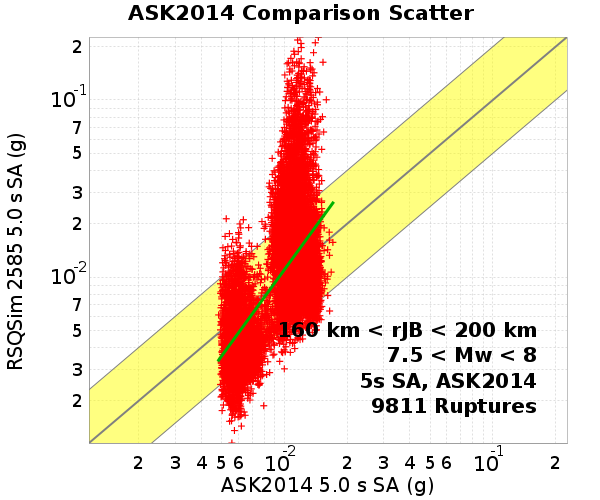 ASK2014 Comparison Scatter
RSQSim 2585 5.0 s SA (g)
2
10-1
7
5
3
2
10-2
7
5
3
2
160 km < rJB < 200 km
7.5 < Mw < 8
5s SA, ASK2014
9811 Ruptures
2 3 4 5 6 10-2 2 3 4 5 6 10-1 2
ASK2014 5.0 s SA (g)